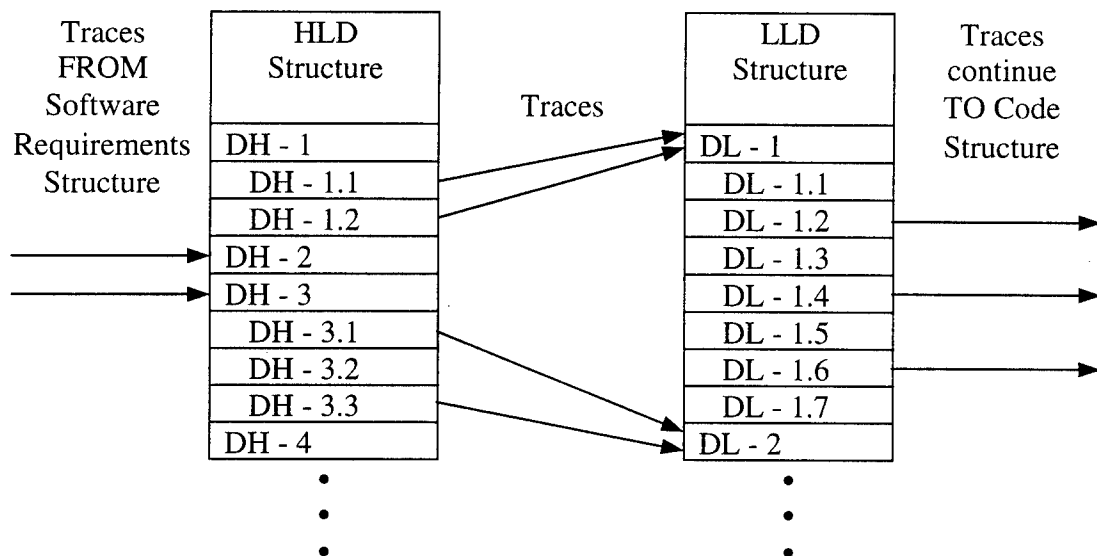 Traces
FROM
Software
Requirements
Structure
HLD
Structure
DH - 1
DH - 1.1
DH - 1.2
DH - 2
DH - 3
DH - 3.1
DH - 3.2
DH - 3.3
DH - 4
Traces
LLD
Structure
DL - 1
DL - 1.1
DL - 1.2
DL - 1.3
DL - 1.4
DL - 1.5
DL - 1.6
DL - 1.7
DL - 2
Traces
continue
TO Code
Structure